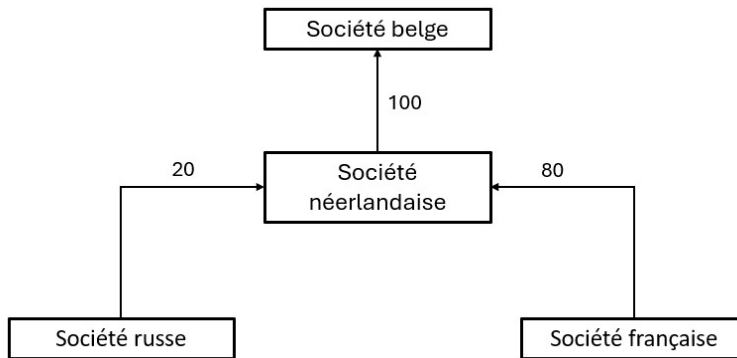 Société belge
100
20
Société
néerlandaise
80
Société russe
Société française